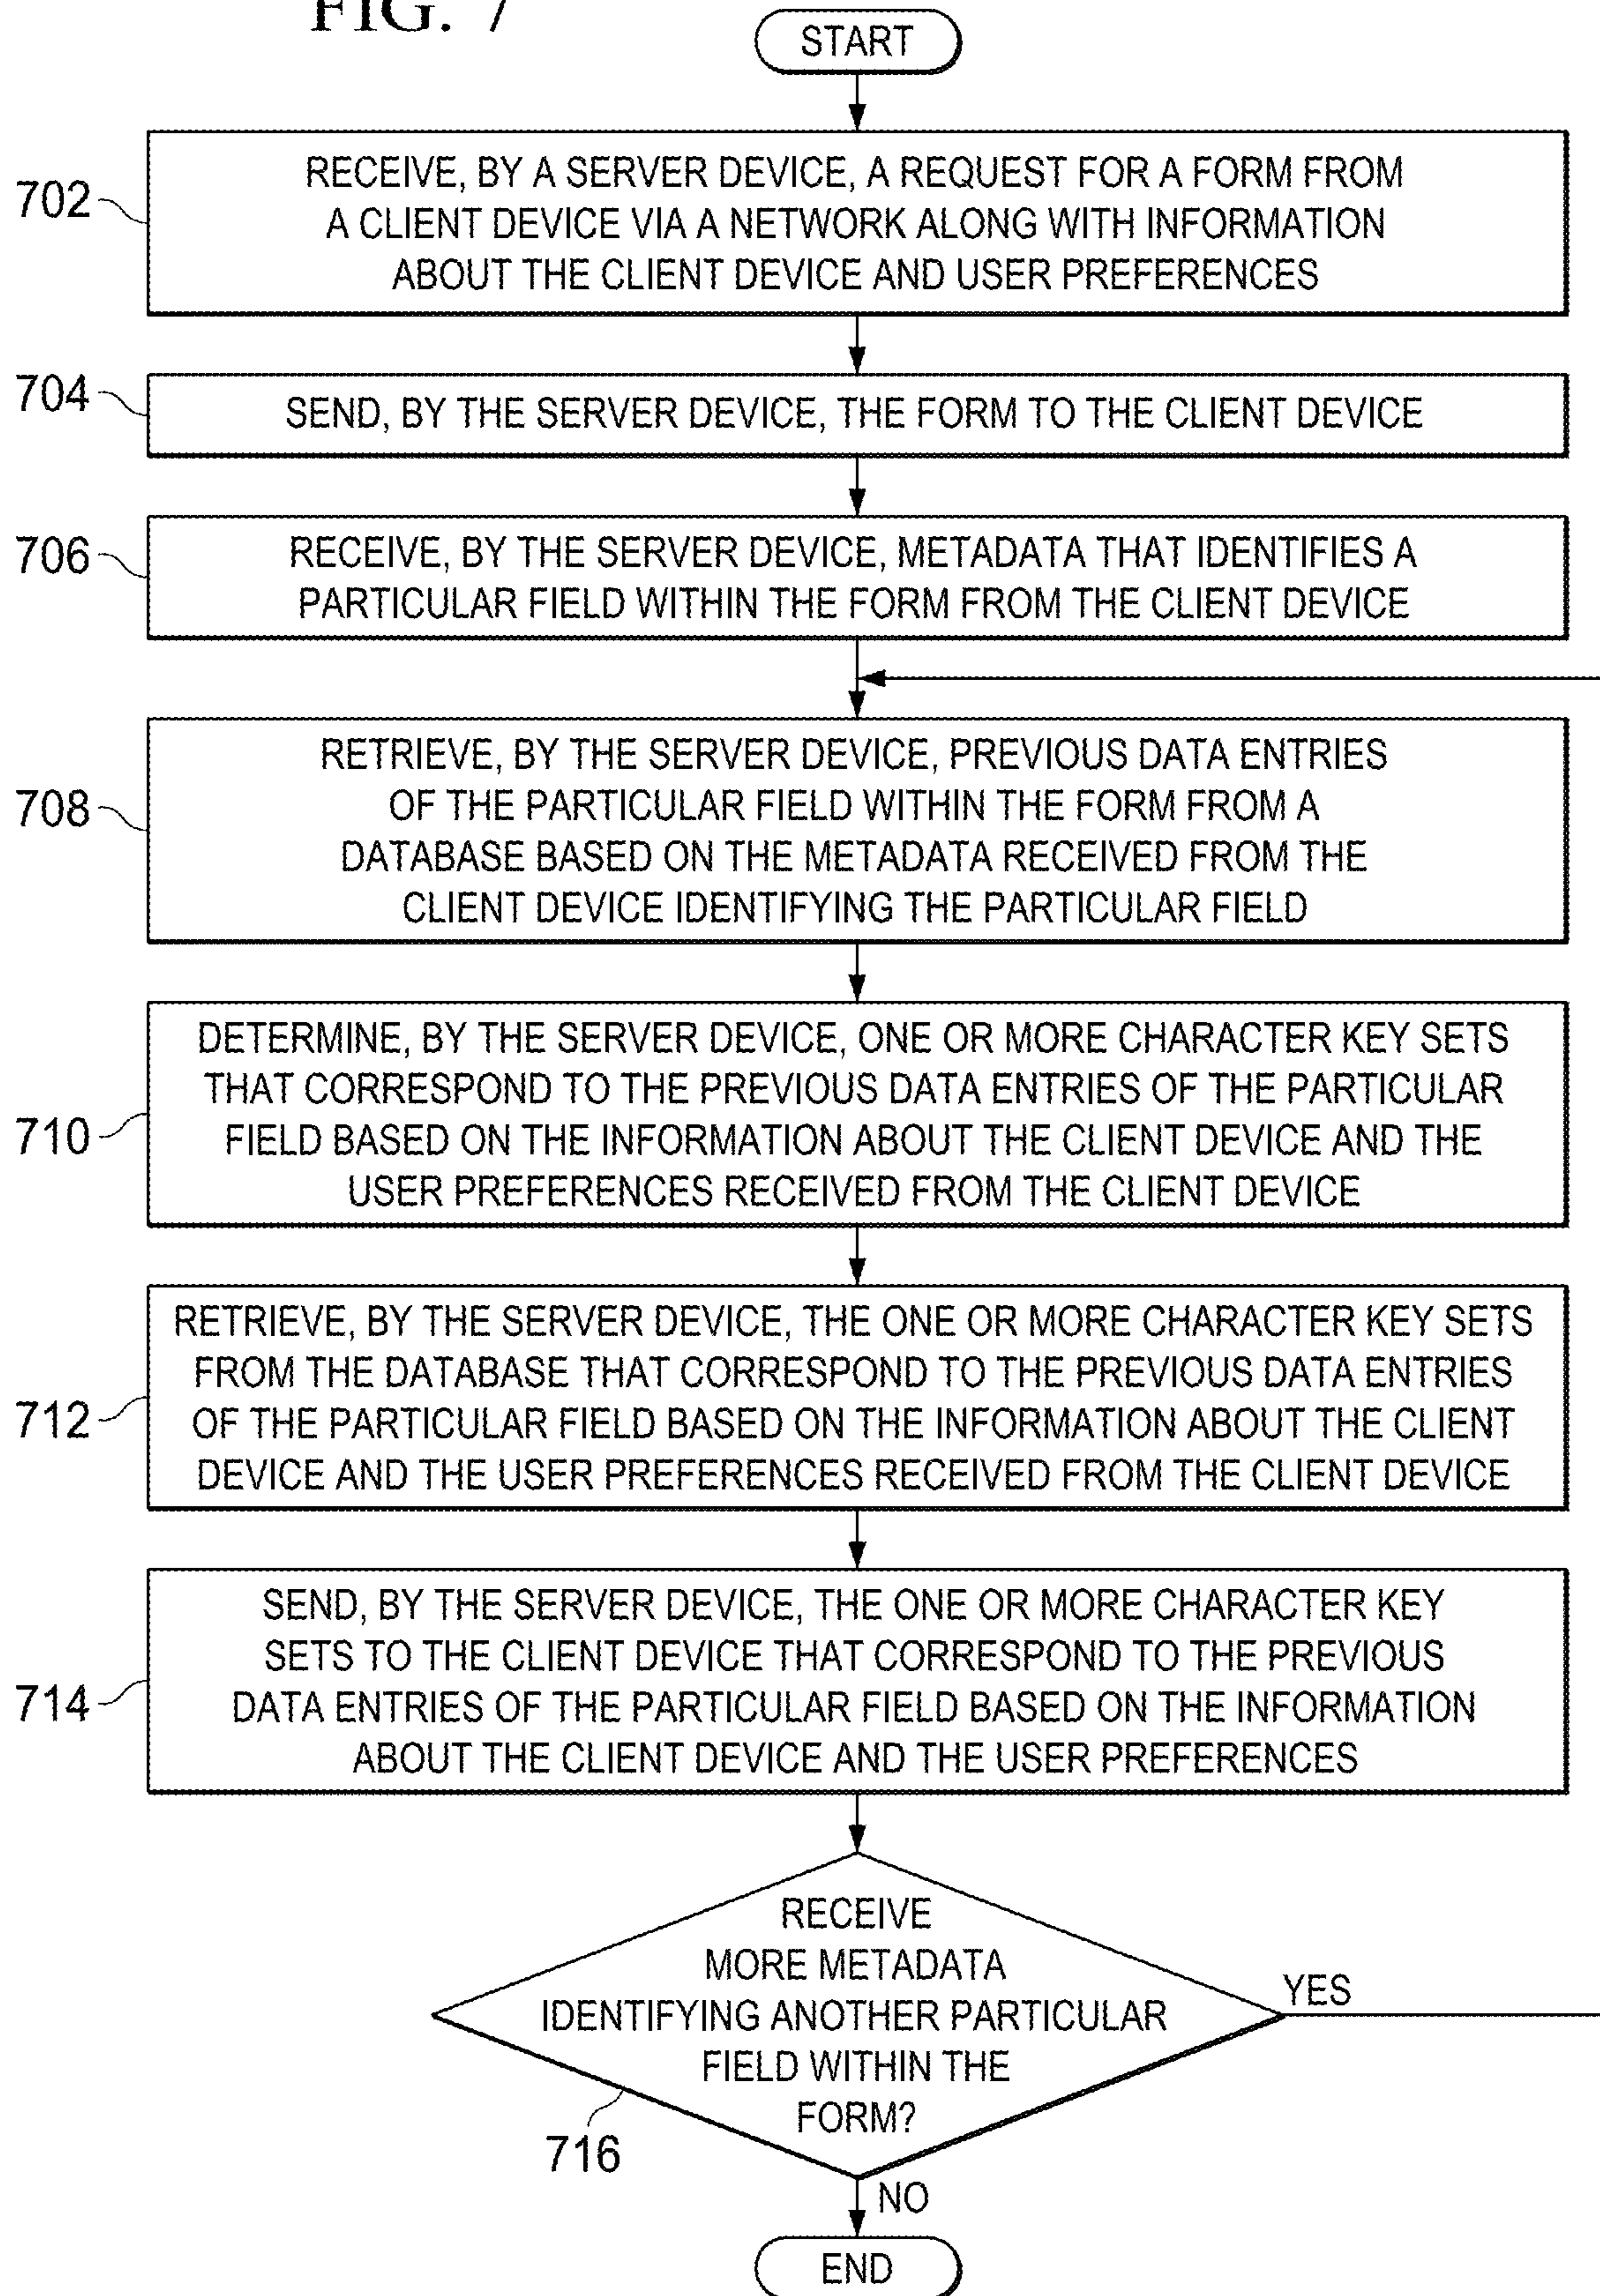 FIG. 7
START
702
RECEIVE, BY A SERVER DEVICE, A REQUEST FOR A FORM FROM
A CLIENT DEVICE VIA A NETWORK ALONG WITH INFORMATION
ABOUT THE CLIENT DEVICE AND USER PREFERENCES
704
SEND, BY THE SERVER DEVICE, THE FORM TO THE CLIENT DEVICE
706
RECEIVE, BY THE SERVER DEVICE, METADATA THAT IDENTIFIES A
PARTICULAR FIELD WITHIN THE FORM FROM THE CLIENT DEVICE
708
RETRIEVE, BY THE SERVER DEVICE, PREVIOUS DATA ENTRIES
OF THE PARTICULAR FIELD WITHIN THE FORM FROM A
DATABASE BASED ON THE METADATA RECEIVED FROM THE
CLIENT DEVICE IDENTIFYING THE PARTICULAR FIELD
710
DETERMINE, BY THE SERVER DEVICE, ONE OR MORE CHARACTER KEY SETS
THAT CORRESPOND TO THE PREVIOUS DATA ENTRIES OF THE PARTICULAR
FIELD BASED ON THE INFORMATION ABOUT THE CLIENT DEVICE AND THE
USER PREFERENCES RECEIVED FROM THE CLIENT DEVICE
712
RETRIEVE, BY THE SERVER DEVICE, THE ONE OR MORE CHARACTER KEY SETS
FROM THE DATABASE THAT CORRESPOND TO THE PREVIOUS DATA ENTRIES
OF THE PARTICULAR FIELD BASED ON THE INFORMATION ABOUT THE CLIENT
DEVICE AND THE USER PREFERENCES RECEIVED FROM THE CLIENT DEVICE
714
SEND, BY THE SERVER DEVICE, THE ONE OR MORE CHARACTER KEY
SETS TO THE CLIENT DEVICE THAT CORRESPOND TO THE PREVIOUS
DATA ENTRIES OF THE PARTICULAR FIELD BASED ON THE INFORMATION
ABOUT THE CLIENT DEVICE AND THE USER PREFERENCES
RECEIVE
MORE METADATA
IDENTIFYING ANOTHER PARTICULAR
FIELD WITHIN THE
FORM?
YES
716
NO
END